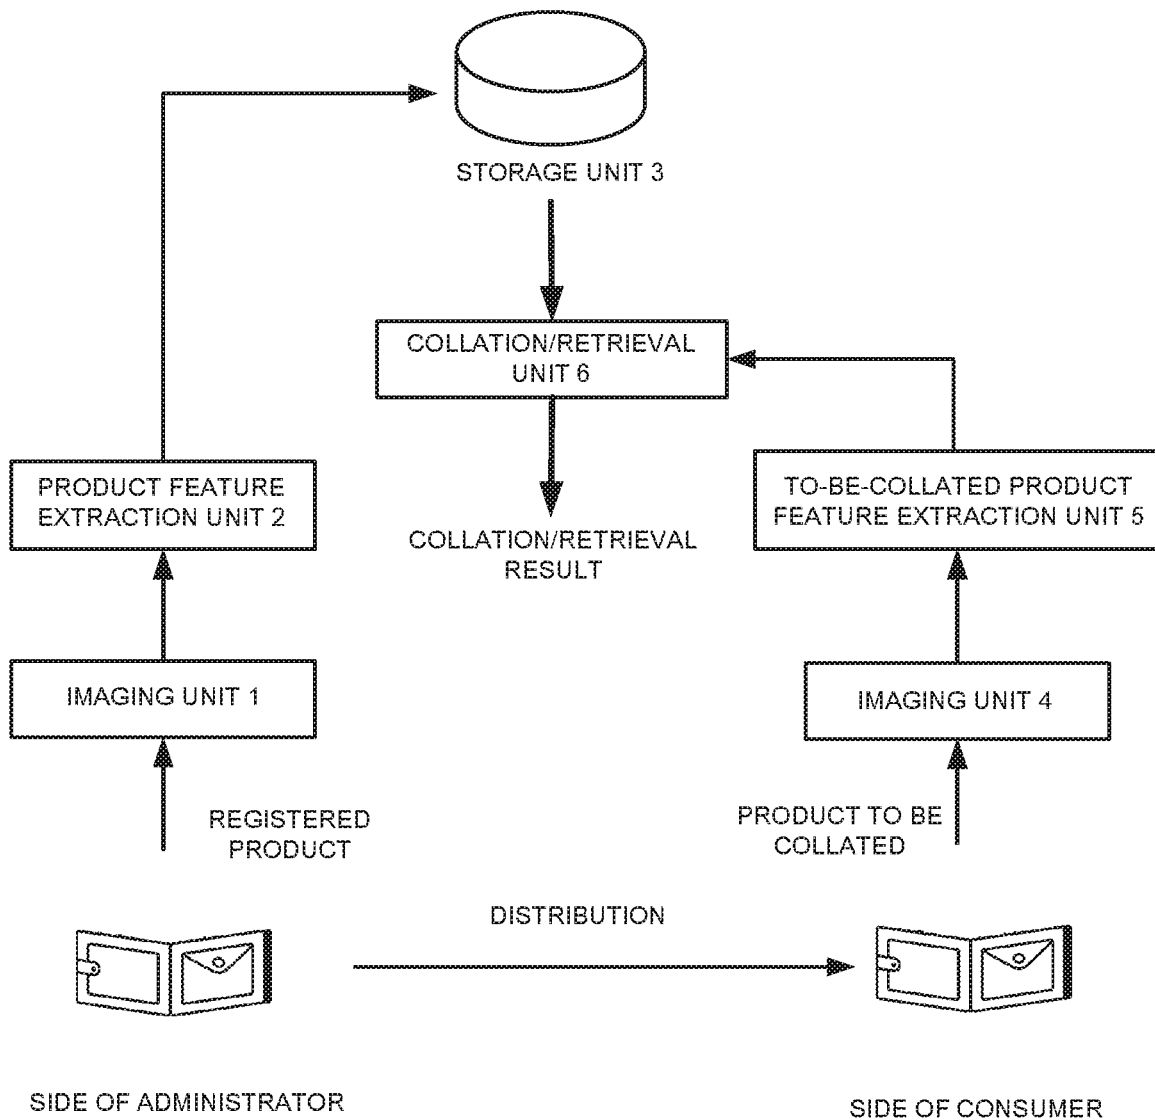 STORAGE UNIT 3
COLLATION/RETRIEVAL
UNIT 6
PRODUCT FEATURE
EXTRACTION UNIT 2
TO-BE-COLLATED PRODUCT
FEATURE EXTRACTION UNIT 5
COLLATION/RETRIEVAL
RESULT
IMAGING UNIT 1
IMAGING UNIT 4
REGISTERED
PRODUCT
PRODUCT TO BE
COLLATED
DISTRIBUTION
SIDE OF ADMINISTRATOR
SIDE OF CONSUMER